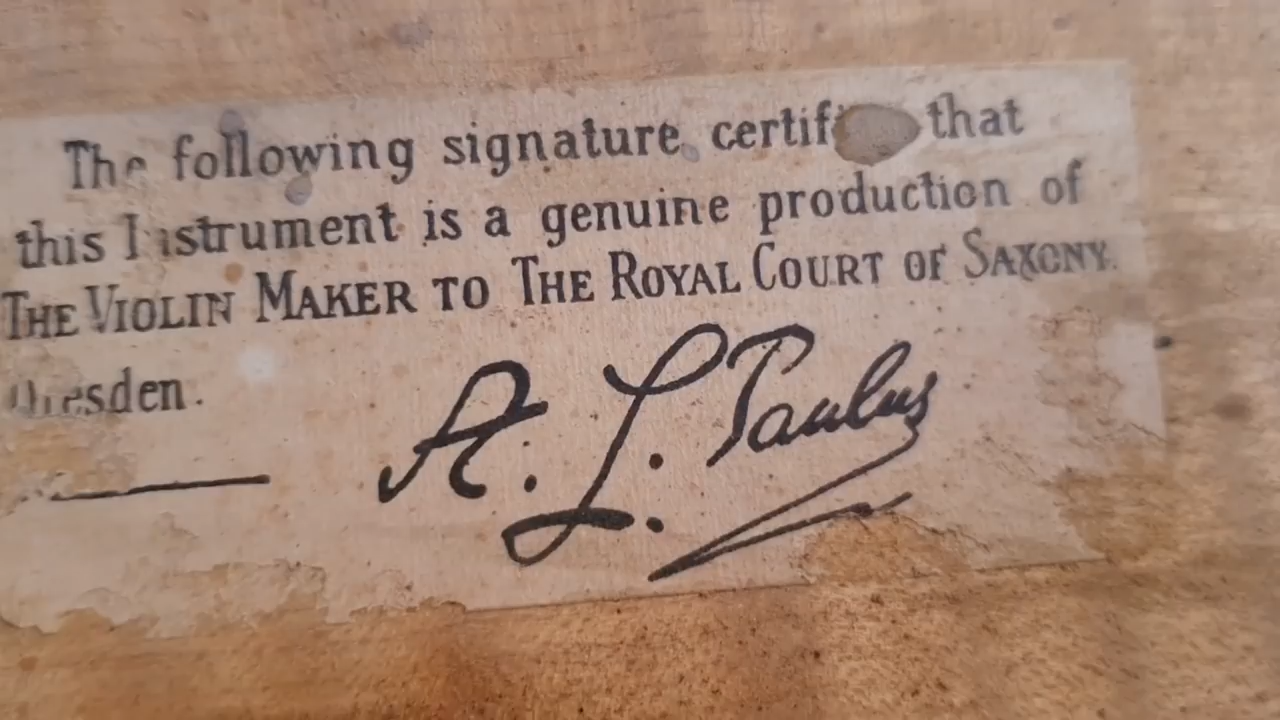 The following signature certifies that
this Instrument is a genuine production of
THE VIOLIN MAKER TO THE ROYAL COURT OF SAXONY.
Dresden.
A. L. Paulus